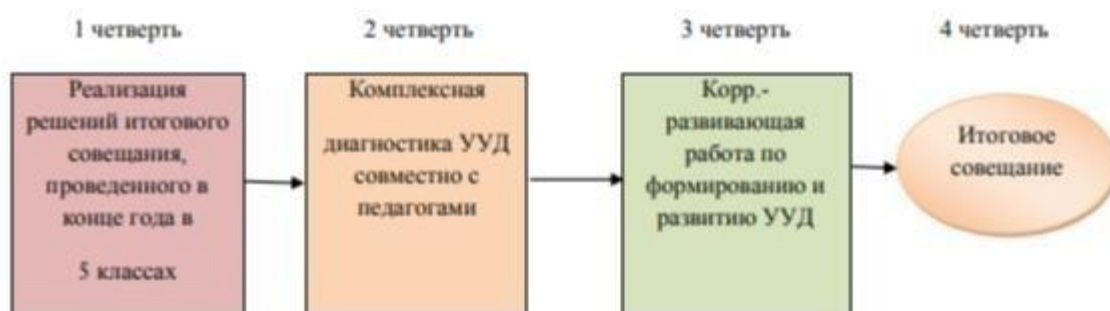 1 четверть
2 четверть
3 четверть
4 четверть
Реализация
решений итогового
совещания,
проведенного в
конце года в
5 классах
Комплексная
диагностика УУД
совместно с
педагогами
Корр.-
развивающая
работа по
формированию и
развитию УУД
Итоговое
совещание